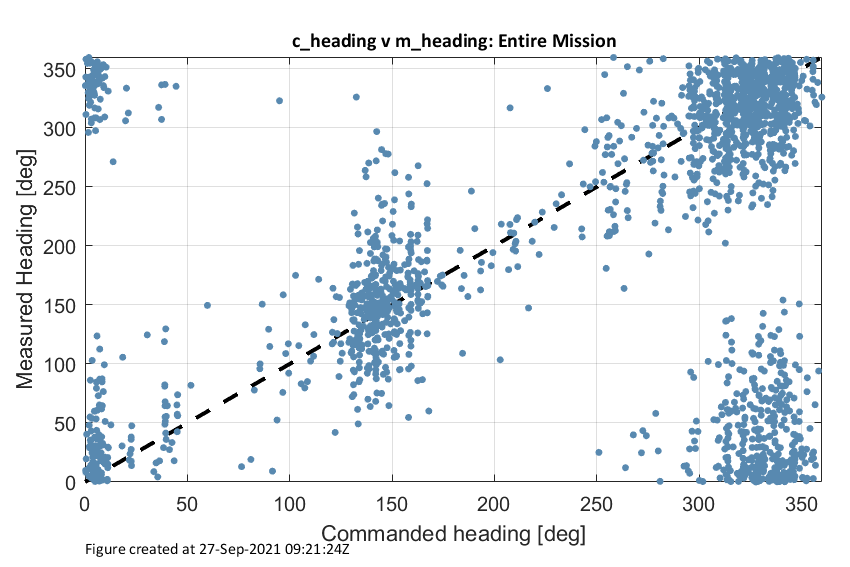 c_heading v m_heading: Entire Mission
Measured Heading [deg]
350
300
250
200
150
100
50
0
0 50 100 150 200 250 300 350
Commanded heading [deg]
Figure created at 27-Sep-2021 09:21:24Z